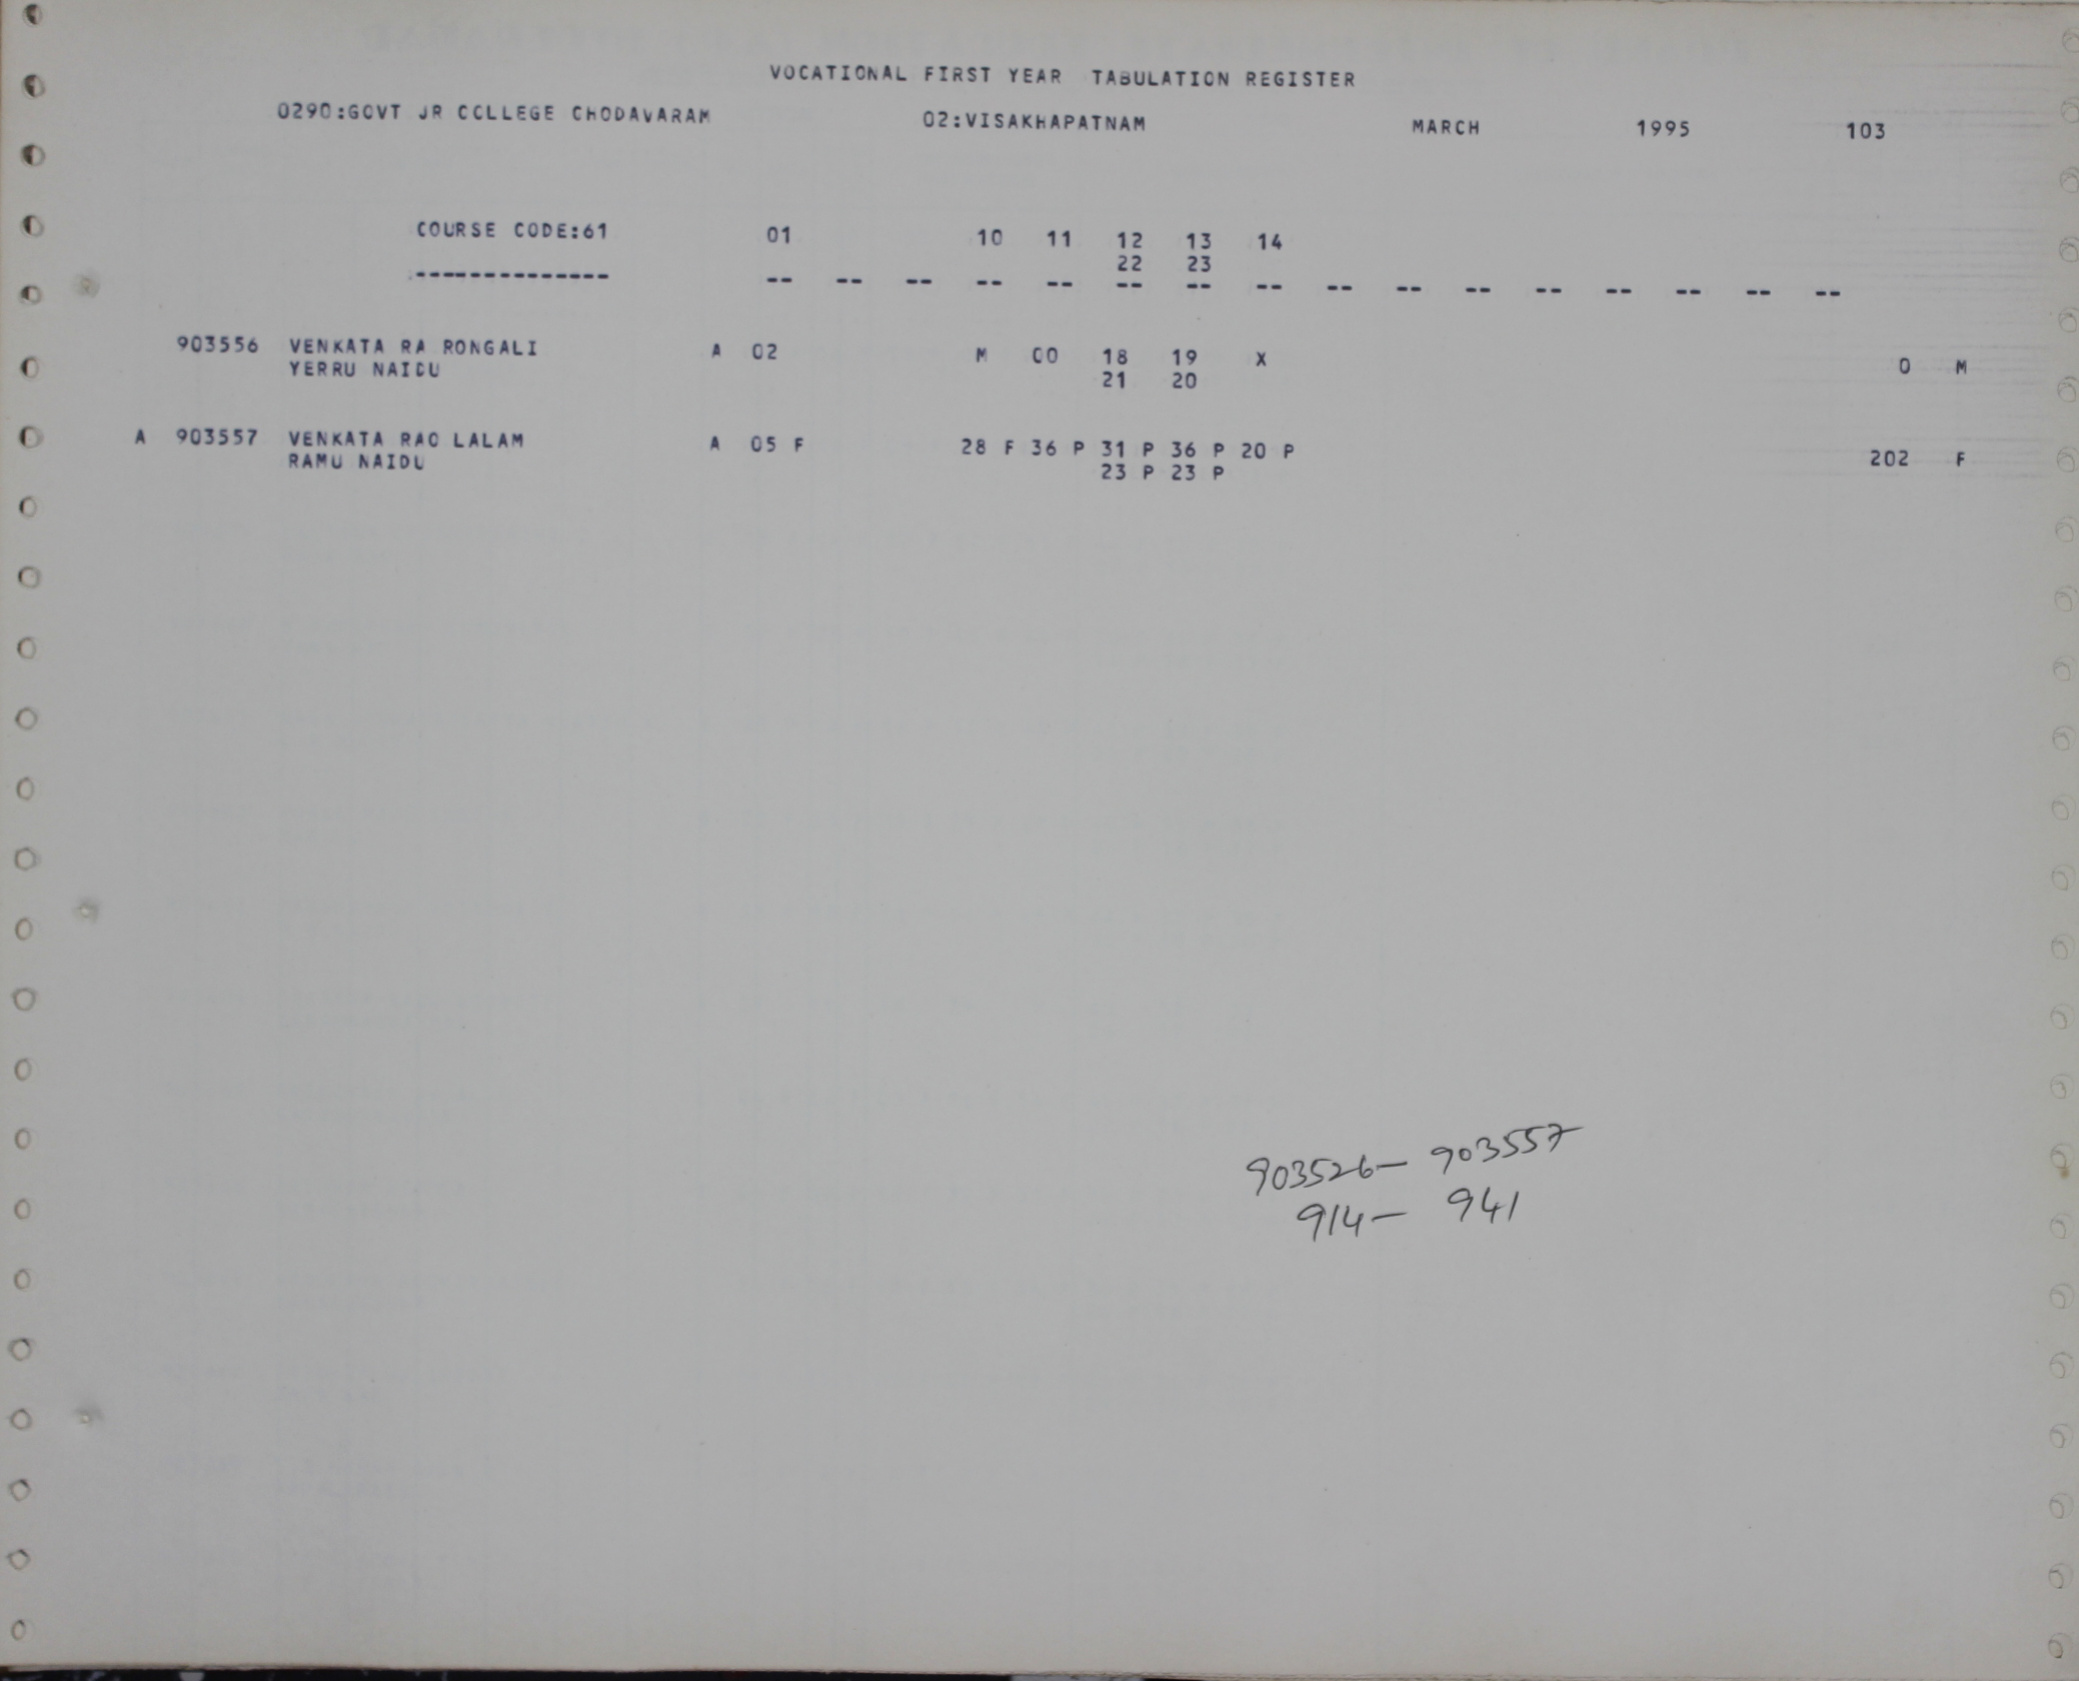 VOCATIONAL FIRST YEAR TABULATION REGISTER
0290:GOVT JR COLLEGE CHODAVARAM 02:VISAKHAPATNAM MARCH 1995 103
COURSE CODE:61 01 10 11 12 13 14
22 23
-------------- -- -- -- -- -- -- -- -- -- -- -- -- -- -- -- --
903556 VENKATA RA RONGALI A 02 M 00 18 19 X 0 M
YERRU NAIDU 21 20
A 903557 VENKATA RAO LALAM A 05 F 28 F 36 P 31 P 36 P 20 P 202 F
RAMU NAIDU 23 P 23 P
903526- 903557
914- 941